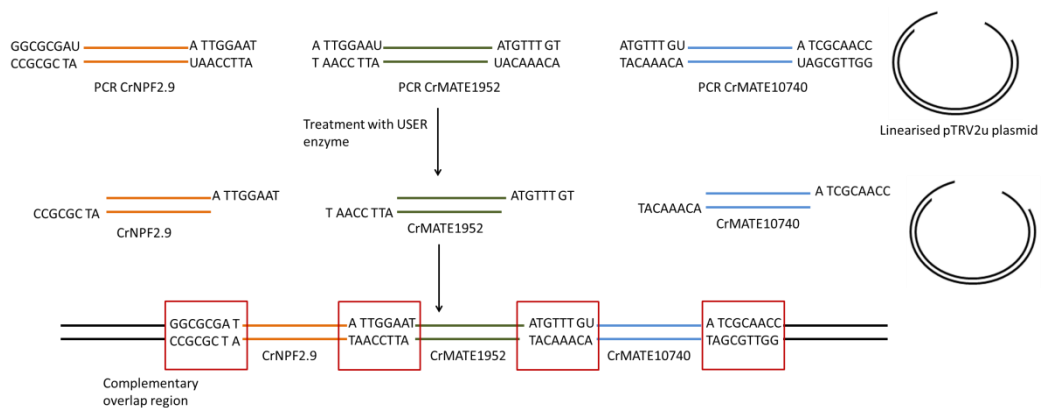 GGCGCGAU A TTGGAAT
CCGCGC TA UAACCTTA
PCR CrNPF2.9
A TTGGAAU ATGTTT GT
T AACC TTA UACAAACA
PCR CrMATE1952
ATGTTT GU A TCGCAACC
TACAAACA UAGCGTTGG
PCR CrMATE10740
Linearised pTRV2u plasmid
Treatment with USER
enzyme
A TTGGAAT
CCGCGC TA
CrNPF2.9
ATGTTT GT
T AACC TTA
CrMATE1952
A TCGCAACC
TACAAACA
CrMATE10740
GGCGCGA T A TTGGAAT ATGTTT GU A TCGCAACC
CCGCGC T A TAACCTTA TACAAACA TAGCGTTGG
CrNPF2.9 CrMATE1952 CrMATE10740
Complementary
overlap region